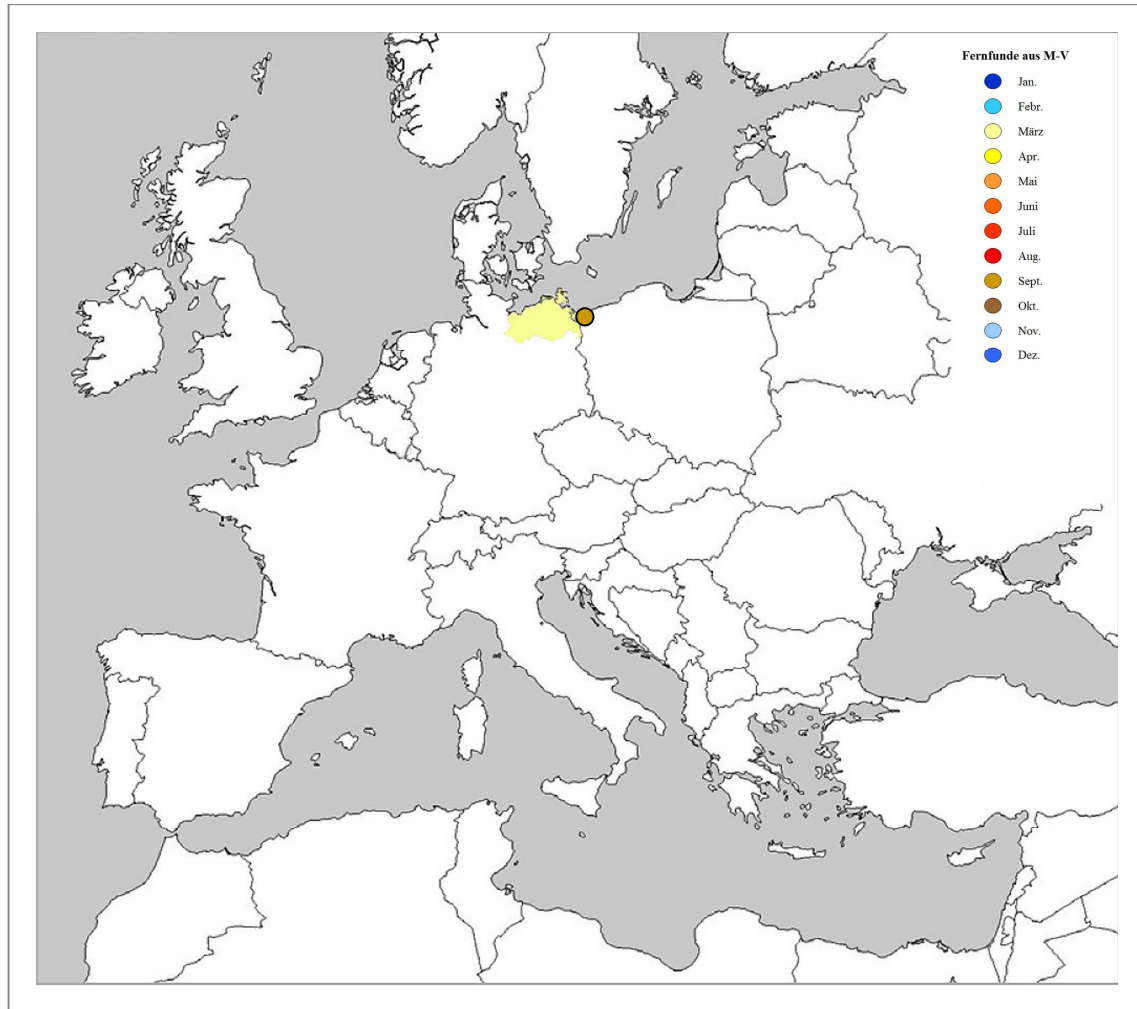 Fernfunde aus M-V
Jan.
Febr.
März
Apr.
Mai
Juni
Juli
Aug.
Sept.
Okt.
Nov.
Dez.